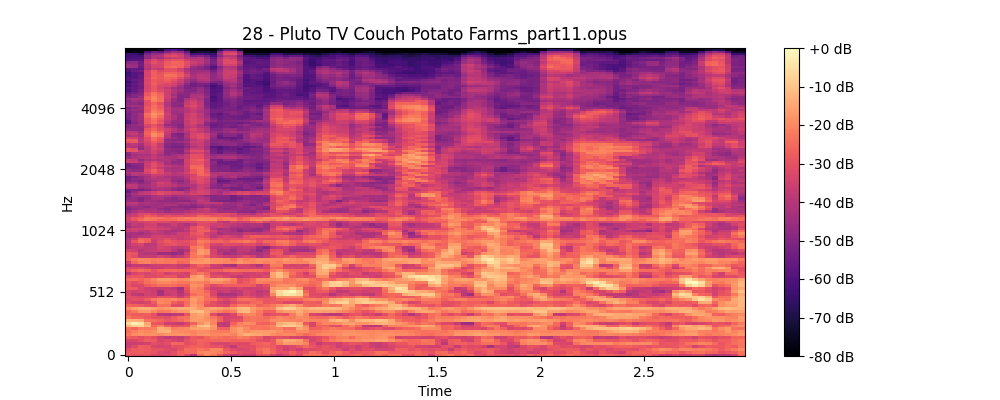 28 - Pluto TV Couch Potato Farms_part11.opus
Hz
4096
2048
1024
512
0
0
0.5
1
1.5
2
2.5
Time
+0 dB
-10 dB
-20 dB
-30 dB
-40 dB
-50 dB
-60 dB
-70 dB
-80 dB